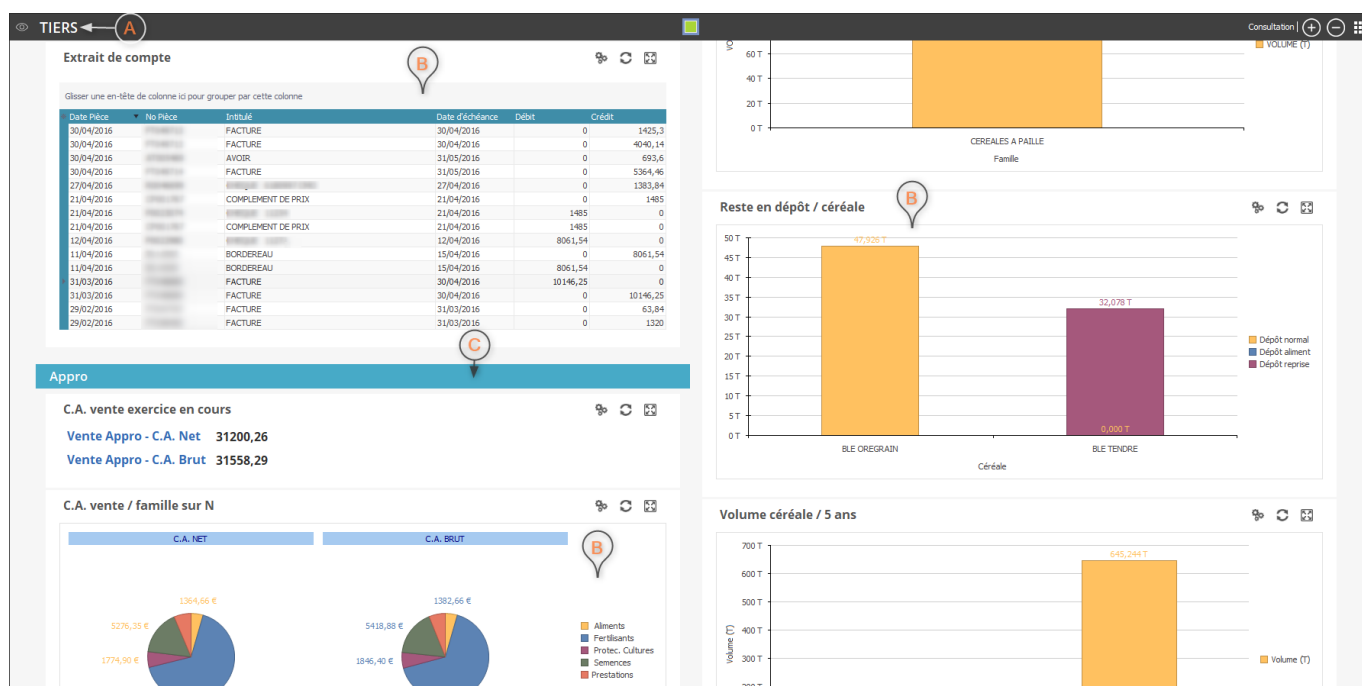 TIERS
A
Consultation |
Extrait de compte
B
Glisser une en-tête de colonne ici pour grouper par cette colonne
Date Pièce No Pièce Intitulé Date d'échéance Débit Crédit
30/04/2016 FACTURE 30/04/2016 0 1425,3
30/04/2016 FACTURE 30/04/2016 0 4040,14
30/04/2016 AVOIR 31/05/2016 0 693,6
30/04/2016 FACTURE 31/05/2016 0 5364,46
27/04/2016 27/04/2016 0 1383,84
21/04/2016 COMPLEMENT DE PRIX 21/04/2016 0 1485
21/04/2016 21/04/2016 1485 0
21/04/2016 COMPLEMENT DE PRIX 21/04/2016 1485 0
12/04/2016 12/04/2016 8061,54 0
11/04/2016 BORDEREAU 15/04/2016 0 8061,54
11/04/2016 BORDEREAU 15/04/2016 8061,54 0
31/03/2016 FACTURE 30/04/2016 10146,25 0
31/03/2016 FACTURE 30/04/2016 0 10146,25
29/02/2016 FACTURE 31/03/2016 0 63,84
29/02/2016 FACTURE 31/03/2016 0 1320
C
Appro
C.A. vente exercice en cours
Vente Appro - C.A. Net 31200,26
Vente Appro - C.A. Brut 31558,29
C.A. vente / famille sur N
B
C.A. NET
C.A. BRUT
1364,66 €
5276,35 €
1774,90 €
1382,66 €
5418,88 €
1846,40 €
Aliments
Fertilisants
Protec. Cultures
Semences
Prestations
VOLUME (T)
60 T
40 T
20 T
0 T
CEREALES A PAILLE
Famille
Reste en dépôt / céréale
B
50 T
45 T
40 T
35 T
30 T
25 T
20 T
15 T
10 T
5 T
0 T
47,926 T
32,078 T
0,000 T
BLE OREGRAIN
BLE TENDRE
Céréale
Dépôt normal
Dépôt aliment
Dépôt reprise
Volume céréale / 5 ans
700 T
600 T
500 T
400 T
300 T
645,244 T
Volume (T)
Volume (T)